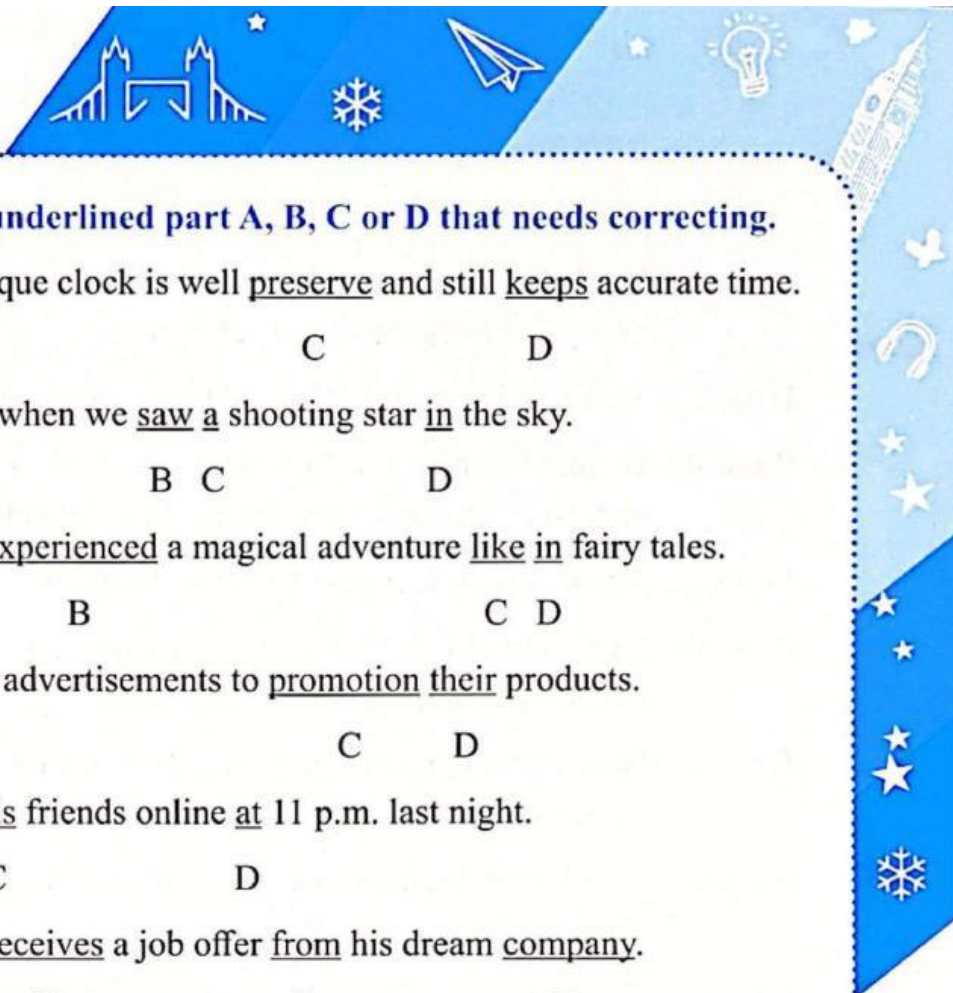 underlined part A, B, C or D that needs correcting.
que clock is well preserve and still keeps accurate time.
C D
when we saw a shooting star in the sky.
B C D
xperienced a magical adventure like in fairy tales.
B C D
advertisements to promotion their products.
C D
s friends online at 11 p.m. last night.
D
eceives a job offer from his dream company.